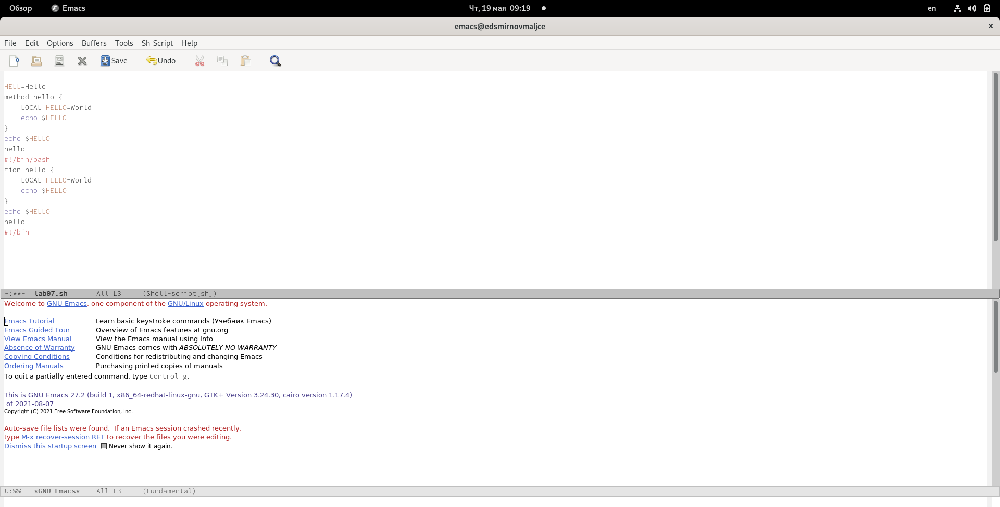 Обзор Emacs Чт, 19 мая 09:19 en
emacs@edsmirnovmaljce
File Edit Options Buffers Tools Sh-Script Help
Save Undo
HELL=Hello
method hello {
    LOCAL HELLO=World
    echo $HELLO
}
echo $HELLO
hello
#!/bin/bash
tion hello {
    LOCAL HELLO=World
    echo $HELLO
}
echo $HELLO
hello
#!/bin
-:**- lab07.sh All L3 (Shell-script[sh])
Welcome to GNU Emacs, one component of the GNU/Linux operating system.
Emacs Tutorial Learn basic keystroke commands (Учебник Emacs)
Emacs Guided Tour Overview of Emacs features at gnu.org
View Emacs Manual View the Emacs manual using Info
Absence of Warranty GNU Emacs comes with ABSOLUTELY NO WARRANTY
Copying Conditions Conditions for redistributing and changing Emacs
Ordering Manuals Purchasing printed copies of manuals
To quit a partially entered command, type Control-g.
This is GNU Emacs 27.2 (build 1, x86_64-redhat-linux-gnu, GTK+ Version 3.24.30, cairo version 1.17.4)
 of 2021-08-07
Copyright (C) 2021 Free Software Foundation, Inc.
Auto-save file lists were found.  If an Emacs session crashed recently,
type M-x recover-session RET to recover the files you were editing.
Dismiss this startup screen Never show it again.
U:%%- *GNU Emacs* All L3 (Fundamental)